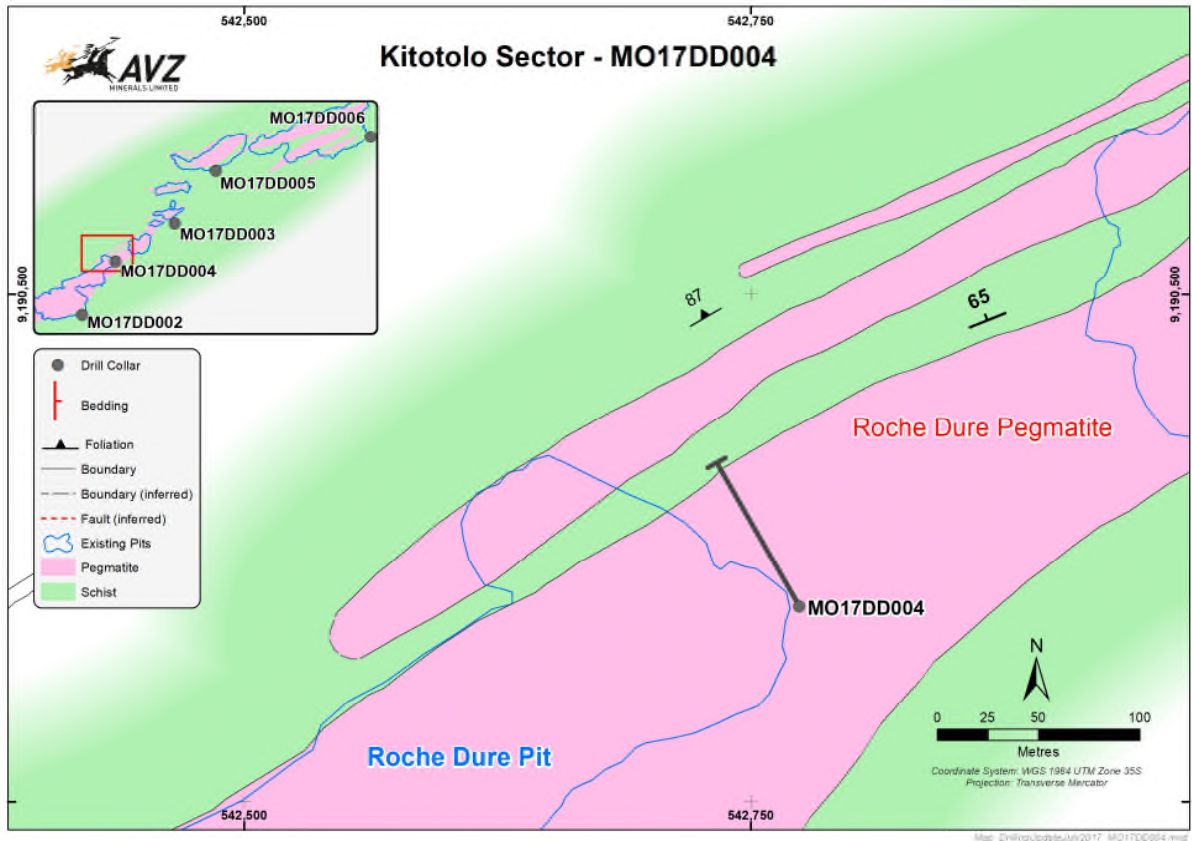 542,500
542,750
Kitotolo Sector - MO17DD004
AVZ
MINERALS LIMITED
MO17DD006
MO17DD005
MO17DD003
MO17DD004
MO17DD002
9,190,500
9,190,500
87
65
Drill Collar
Bedding
Foliation
Boundary
Boundary (inferred)
Fault (inferred)
Existing Pits
Pegmatite
Schist
Roche Dure Pegmatite
MO17DD004
N
0 25 50 100
Metres
Coordinate System: WGS 1984 UTM Zone 35S
Projection: Transverse Mercator
Roche Dure Pit
542,500
542,750
Map_DrillingUpdateJuly2017_MO17DD004.mxd